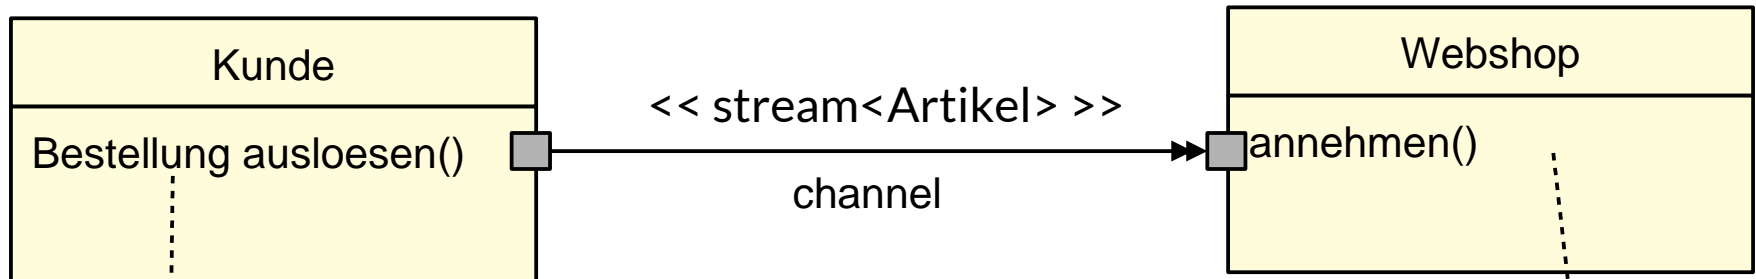 Kunde
Webshop
<< stream<Artikel> >>
Bestellung ausloesen()
annehmen()
channel